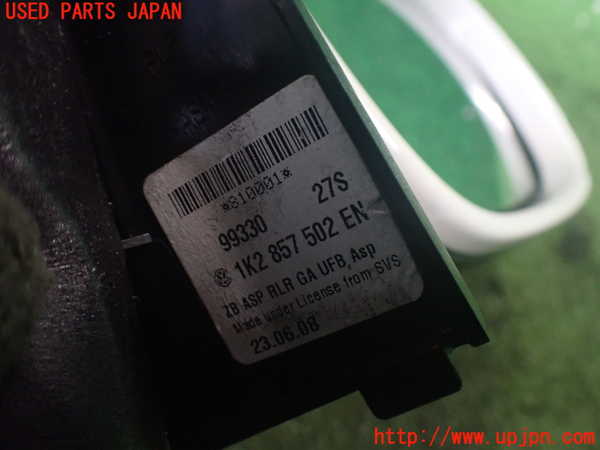 USED PARTS JAPAN
*810001*
99330 27S
1K2 857 502 EN
ZB ASP RLR GA UFB, Asp
Made under License from SVS
23.06.08
http://www.upjpn.com